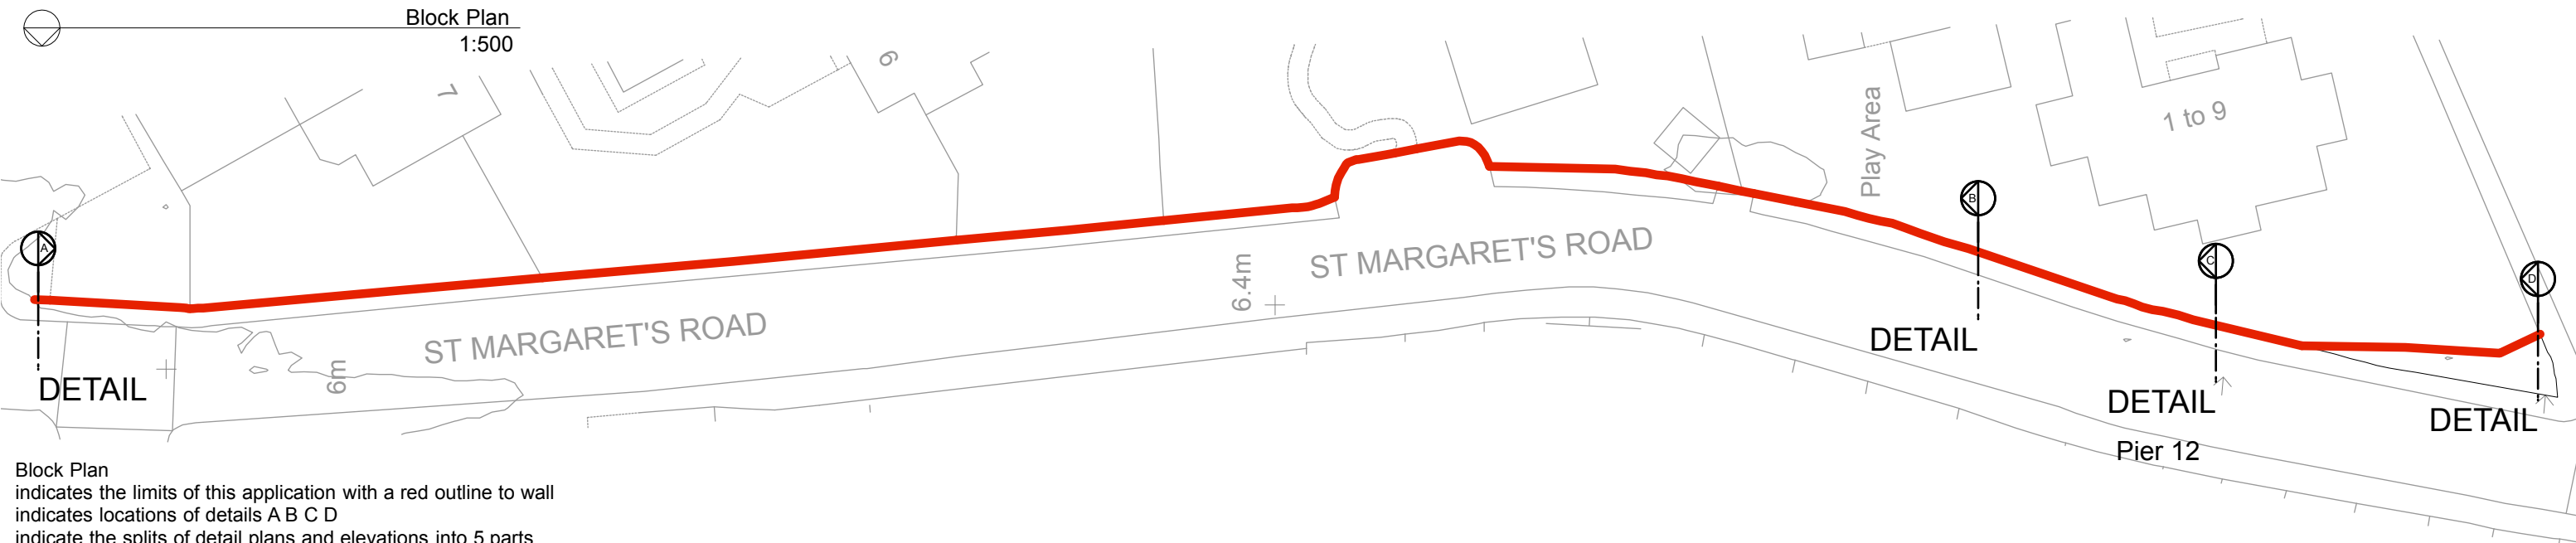 Block Plan
1:500
7
6
Play Area
1 to 9
A
B
C
D
6.4m
ST MARGARET'S ROAD
ST MARGARET'S ROAD
6m
DETAIL
DETAIL
DETAIL
DETAIL
Pier 12
Block Plan
indicates the limits of this application with a red outline to wall
indicates locations of details A B C D
indicate the splits of detail plans and elevations into 5 parts